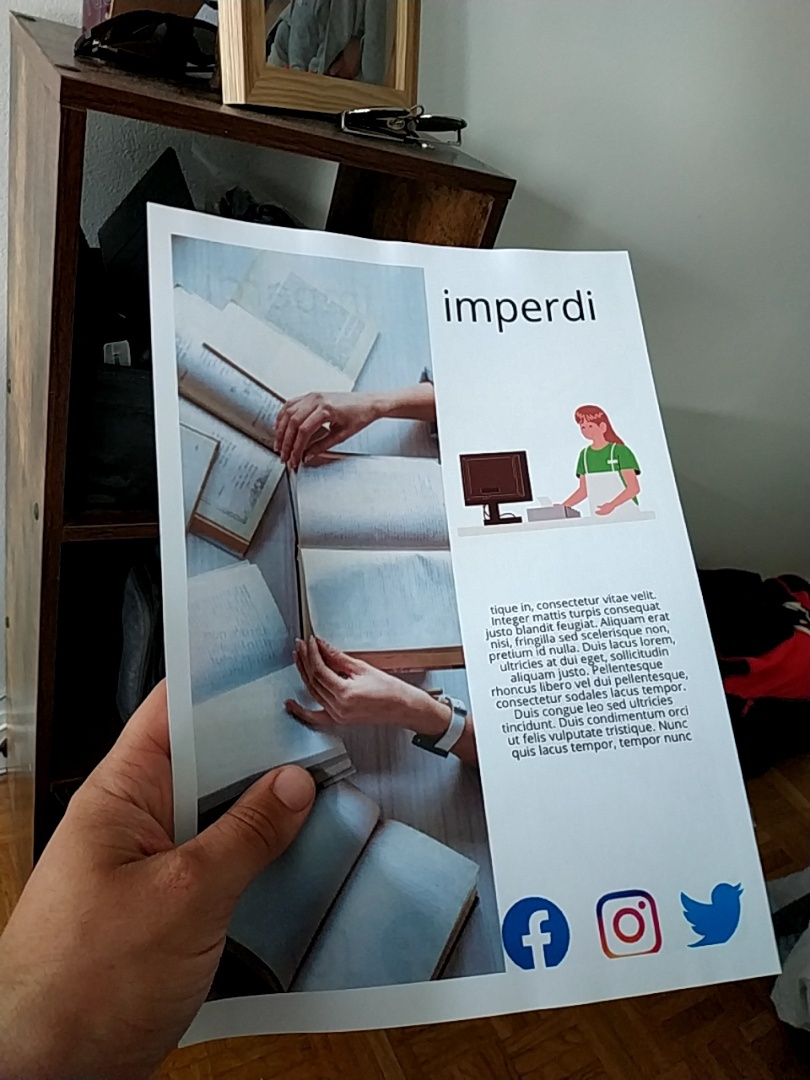 imperdi
tique in, consectetur vitae velit.
Integer mattis turpis consequat
justo blandit feugiat. Aliquam erat
nisi, fringilla sed scelerisque non,
pretium id nulla. Duis lacus lorem,
ultricies at dui eget, sollicitudin
aliquam justo. Pellentesque
rhoncus libero vel dui pellentesque,
consectetur sodales lacus tempor.
Duis congue leo sed ultricies
tincidunt. Duis condimentum orci
ut felis vulputate tristique. Nunc
quis lacus tempor, tempor nunc